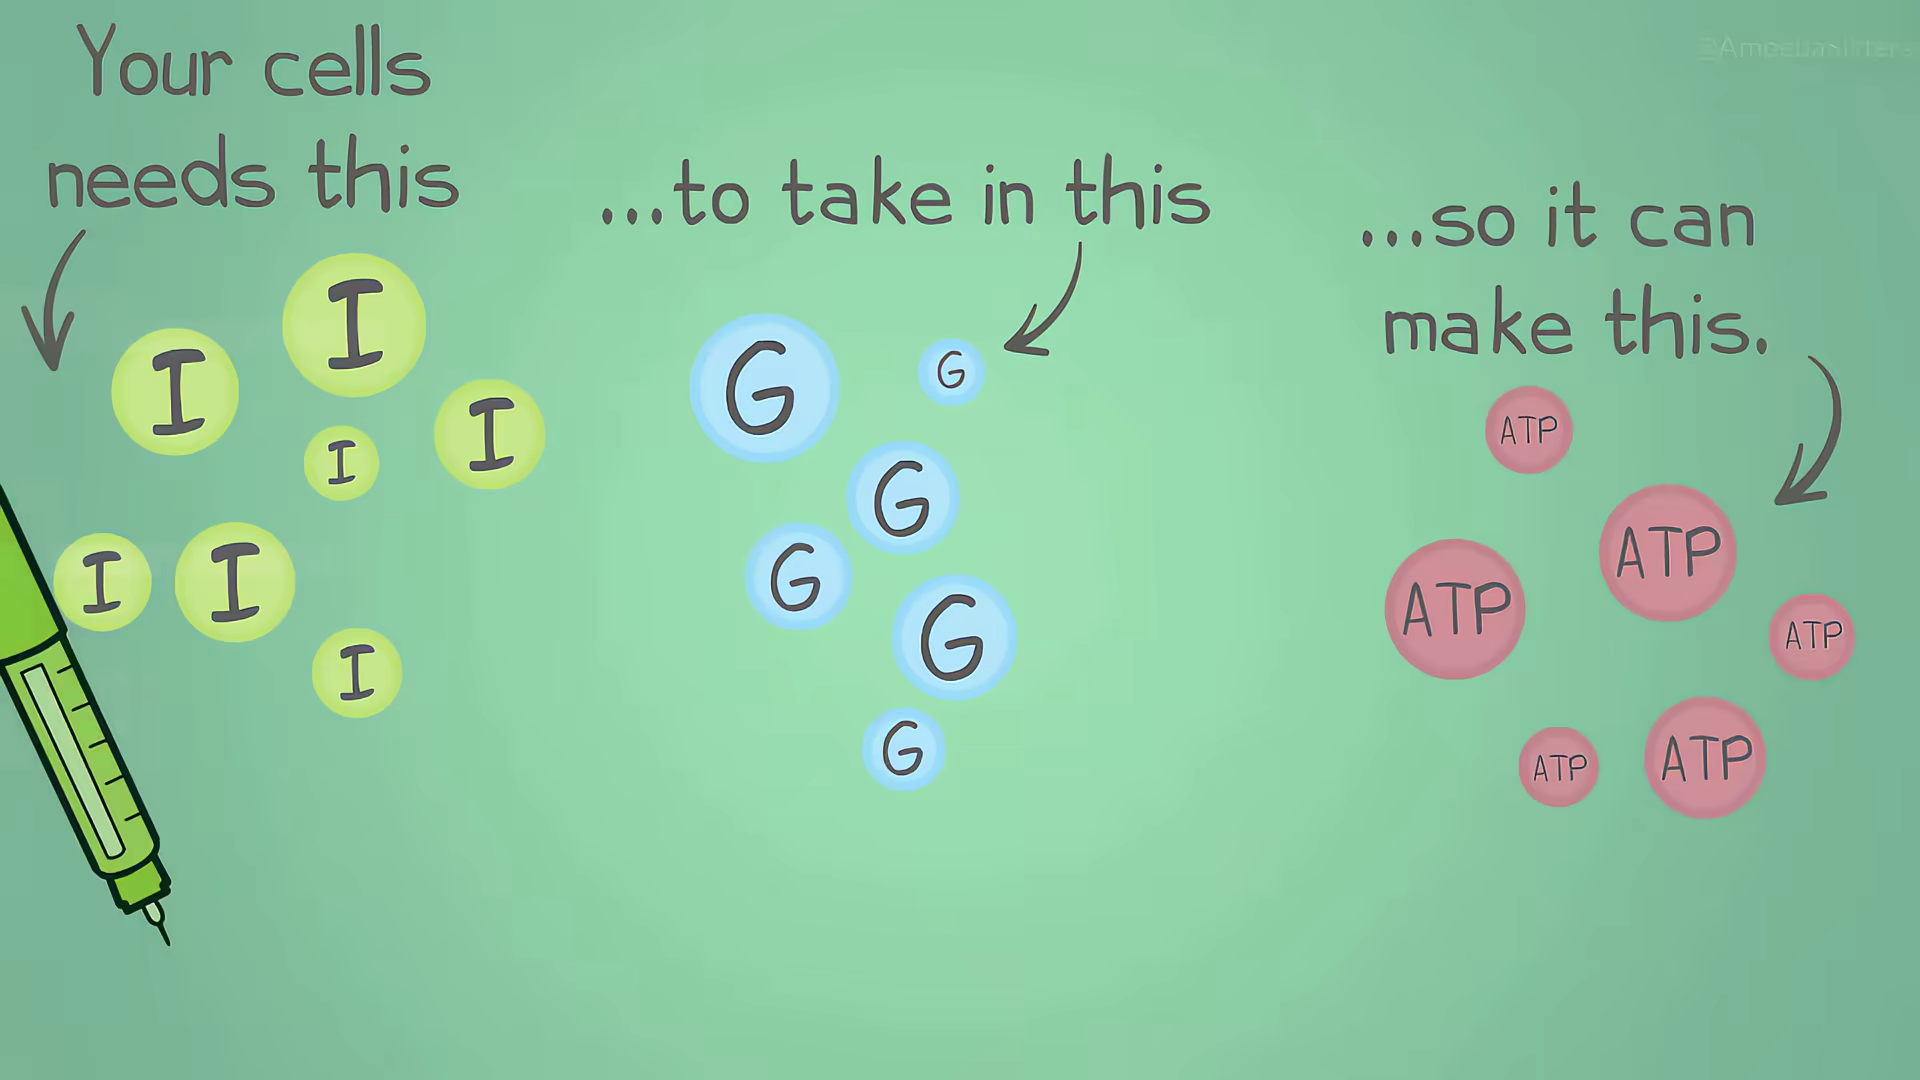 Your cells
needs this
...to take in this
...so it can
make this.
I
I
I
I
I
I
I
G
G
G
G
G
G
ATP
ATP
ATP
ATP
ATP
ATP